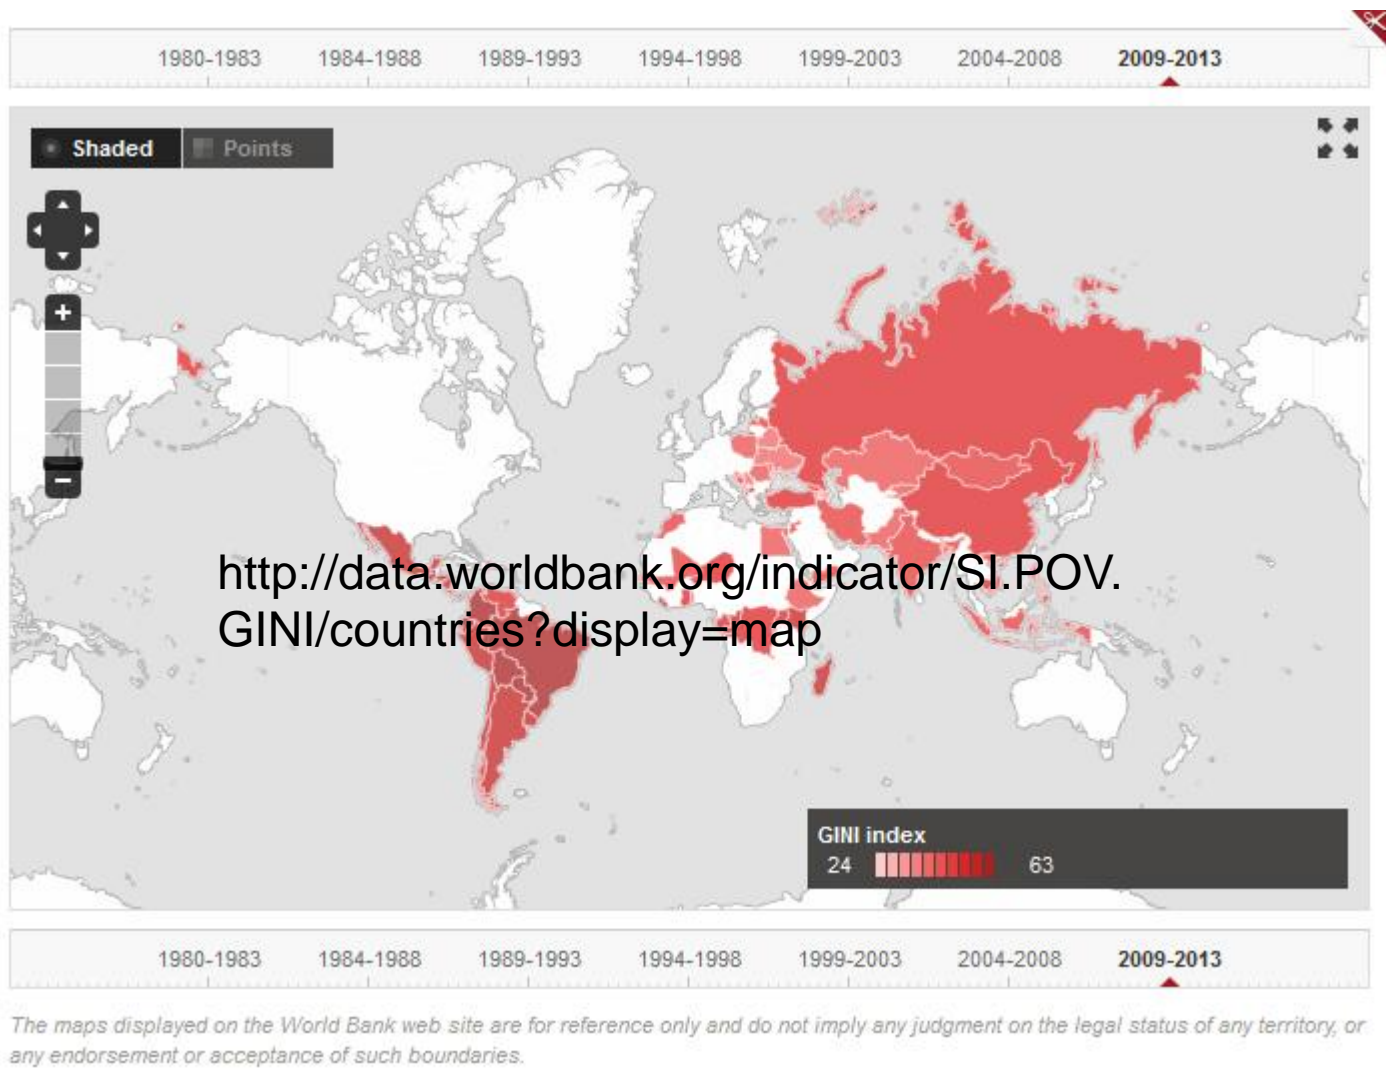 1980-1983 1984-1988 1989-1993 1994-1998 1999-2003 2004-2008 2009-2013
Shaded Points
+
−
http://data.worldbank.org/indicator/SI.POV.
GINI/countries?display=map
GINI index
24 63
1980-1983 1984-1988 1989-1993 1994-1998 1999-2003 2004-2008 2009-2013
The maps displayed on the World Bank web site are for reference only and do not imply any judgment on the legal status of any territory, or
any endorsement or acceptance of such boundaries.